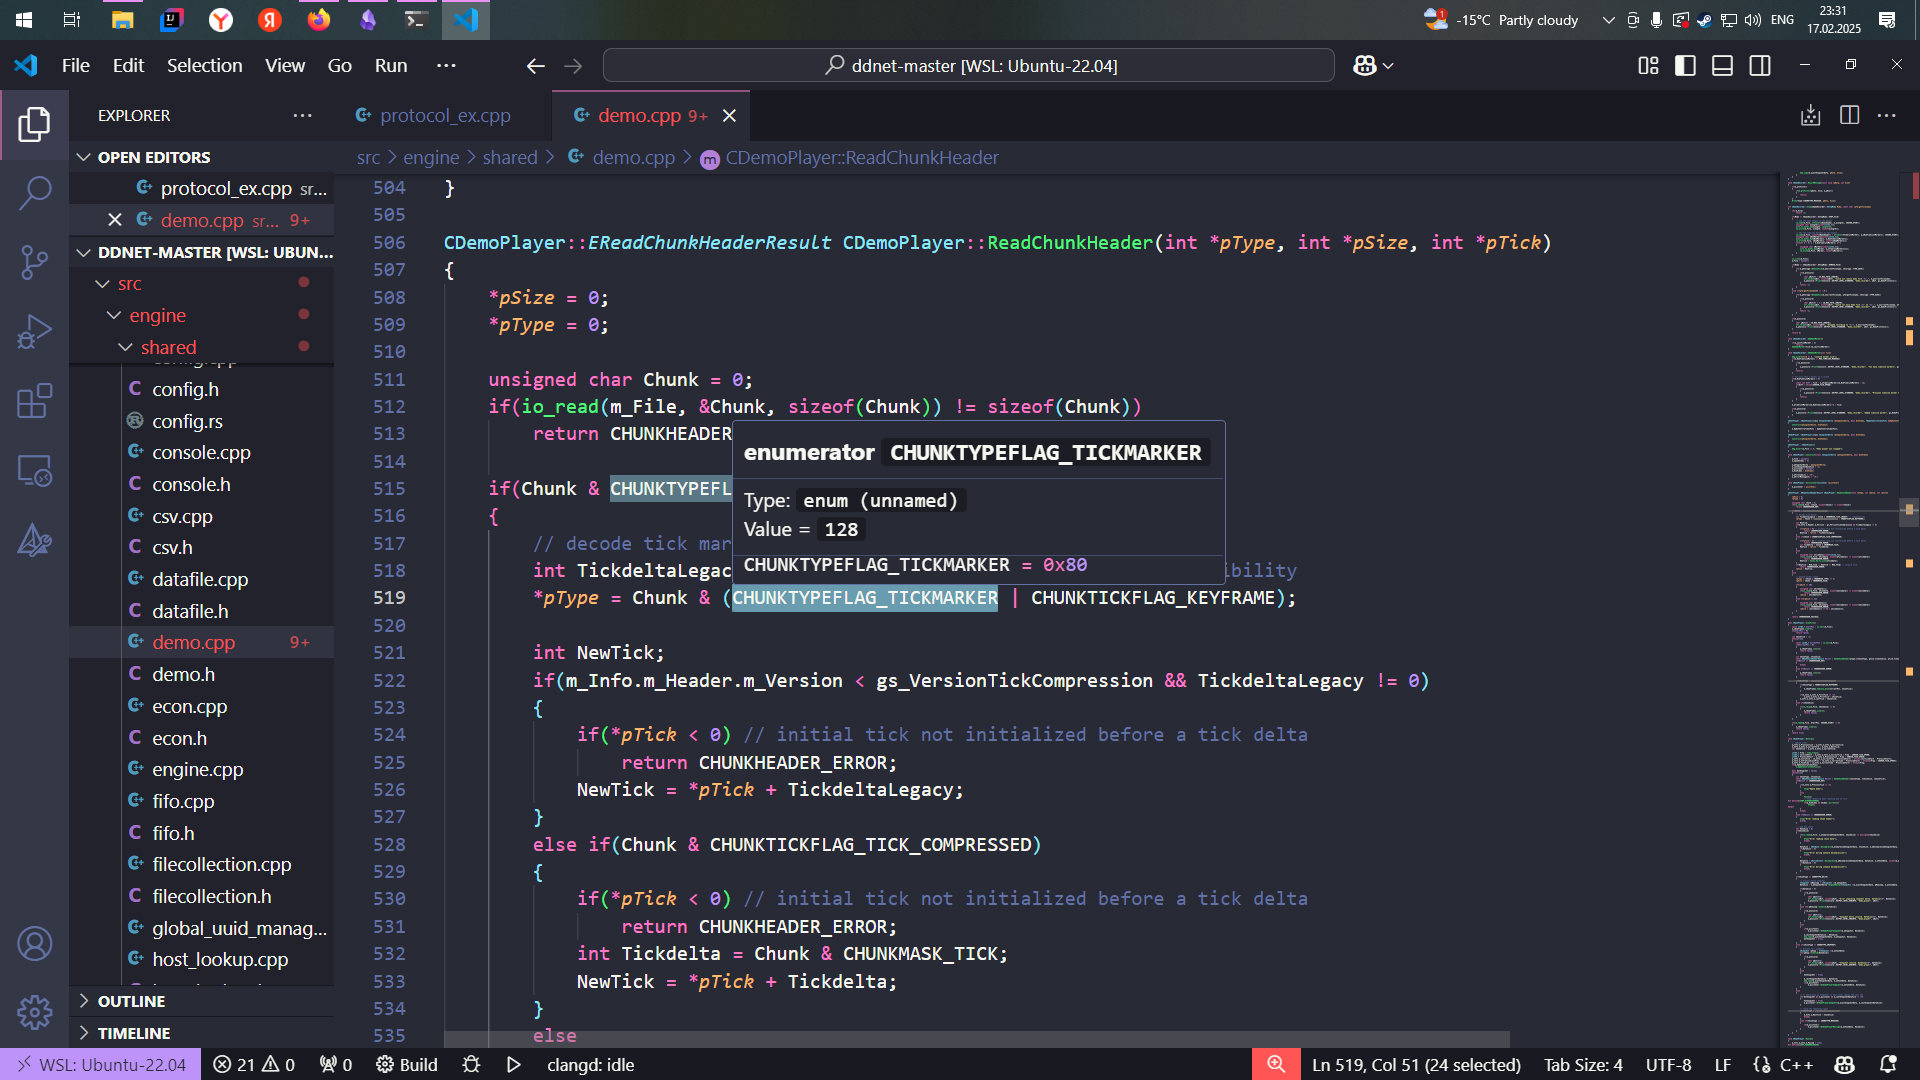 -15°C Partly cloudy
ENG
23:31
17.02.2025
File Edit Selection View Go Run
ddnet-master [WSL: Ubuntu-22.04]
EXPLORER
protocol_ex.cpp
demo.cpp 9+
OPEN EDITORS
protocol_ex.cpp sr...
demo.cpp sr... 9+
DDNET-MASTER [WSL: UBUN...
src
engine
shared
config.h
config.rs
console.cpp
console.h
csv.cpp
csv.h
datafile.cpp
datafile.h
demo.cpp 9+
demo.h
econ.cpp
econ.h
engine.cpp
fifo.cpp
fifo.h
filecollection.cpp
filecollection.h
global_uuid_manag...
host_lookup.cpp
OUTLINE
TIMELINE
src > engine > shared > demo.cpp > CDemoPlayer::ReadChunkHeader
504 }
505
506 CDemoPlayer::EReadChunkHeaderResult CDemoPlayer::ReadChunkHeader(int *pType, int *pSize, int *pTick)
507 {
508 *pSize = 0;
509 *pType = 0;
510
511 unsigned char Chunk = 0;
512 if(io_read(m_File, &Chunk, sizeof(Chunk)) != sizeof(Chunk))
513 return CHUNKHEADER
514
515 if(Chunk & CHUNKTYPEFL
516 {
517 // decode tick mar
518 int TickdeltaLegac ibility
519 *pType = Chunk & (CHUNKTYPEFLAG_TICKMARKER | CHUNKTICKFLAG_KEYFRAME);
520
521 int NewTick;
522 if(m_Info.m_Header.m_Version < gs_VersionTickCompression && TickdeltaLegacy != 0)
523 {
524 if(*pTick < 0) // initial tick not initialized before a tick delta
525 return CHUNKHEADER_ERROR;
526 NewTick = *pTick + TickdeltaLegacy;
527 }
528 else if(Chunk & CHUNKTICKFLAG_TICK_COMPRESSED)
529 {
530 if(*pTick < 0) // initial tick not initialized before a tick delta
531 return CHUNKHEADER_ERROR;
532 int Tickdelta = Chunk & CHUNKMASK_TICK;
533 NewTick = *pTick + Tickdelta;
534 }
535 else
enumerator CHUNKTYPEFLAG_TICKMARKER
Type: enum (unnamed)
Value = 128
CHUNKTYPEFLAG_TICKMARKER = 0x80
WSL: Ubuntu-22.04 21 0 0 Build clangd: idle
Ln 519, Col 51 (24 selected) Tab Size: 4 UTF-8 LF C++